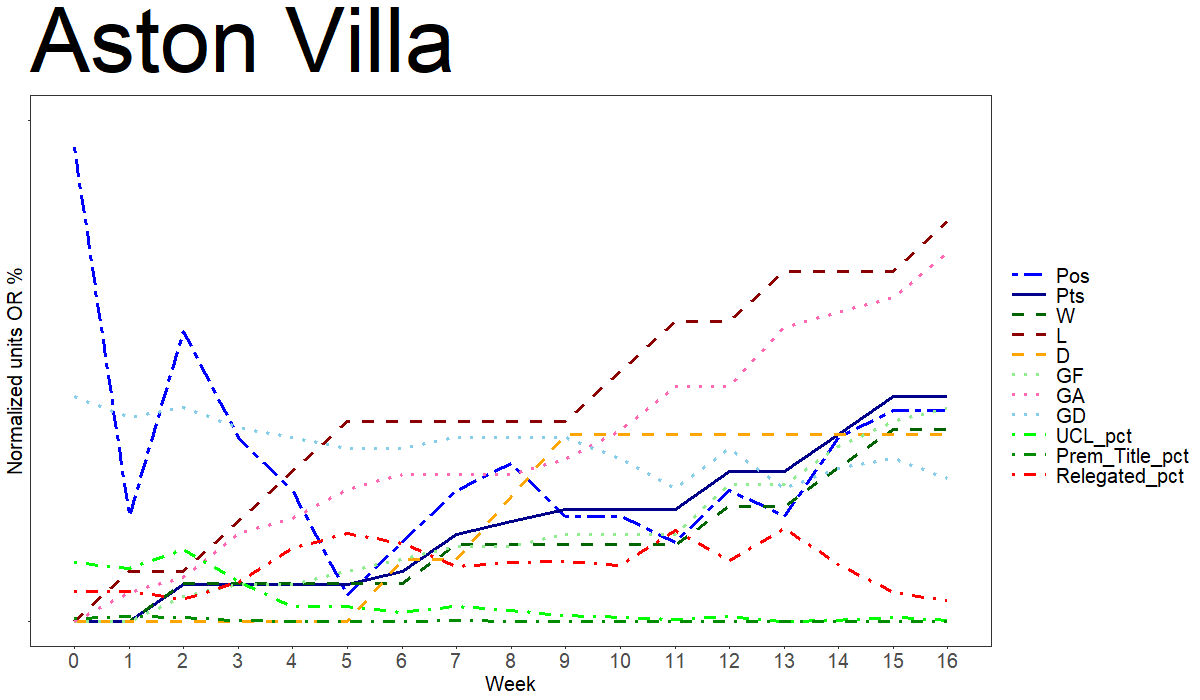 Aston Villa
Normalized units OR %
Pos
Pts
W
L
D
GF
GA
GD
UCL_pct
Prem_Title_pct
Relegated_pct
0 1 2 3 4 5 6 7 8 9 10 11 12 13 14 15 16
Week